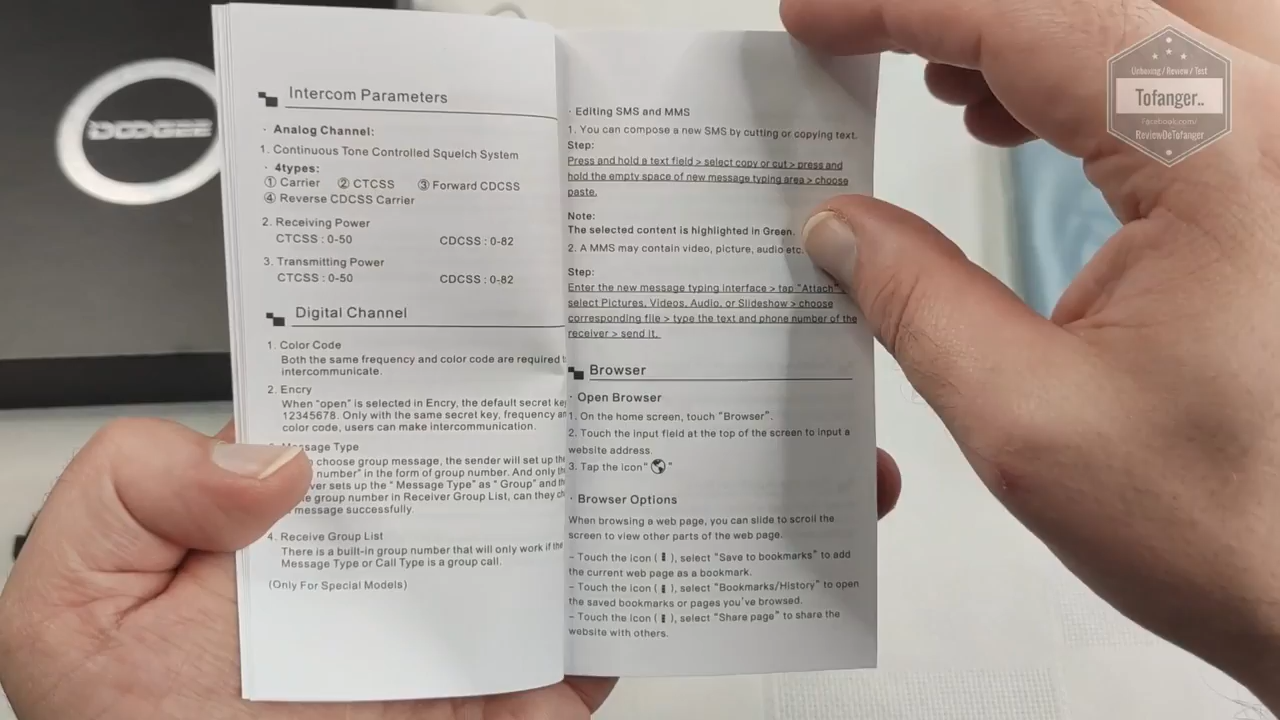 DOOGEE
Intercom Parameters
· Analog Channel:
1. Continuous Tone Controlled Squelch System
· 4types:
① Carrier ② CTCSS ③ Forward CDCSS
④ Reverse CDCSS Carrier
2. Receiving Power
CTCSS : 0-50 CDCSS : 0-82
3. Transmitting Power
CTCSS : 0-50 CDCSS : 0-82
Digital Channel
1. Color Code
Both the same frequency and color code are required
intercommunicate.
2. Encry
When "open" is selected in Encry, the default secret
12345678. Only with the same secret key, frequency
color code, users can make intercommunication.
Message Type
choose group message, the sender will set up
number" in the form of group number. And only
sets up the " Message Type" as " Group" and
group number in Receiver Group List, can they
message successfully.
4. Receive Group List
There is a built-in group number that will only work if
Message Type or Call Type is a group call.
(Only For Special Models)
· Editing SMS and MMS
1. You can compose a new SMS by cutting or copying text.
Step:
Press and hold a text field > select copy or cut > press and
hold the empty space of new message typing area > choose
paste.
Note:
The selected content is highlighted in Green.
2. A MMS may contain video, picture, audio etc.
Step:
Enter the new message typing interface > tap "Attach"
select Pictures, Videos, Audio, or Slideshow > choose
corresponding file > type the text and phone number of the
receiver > send it.
Browser
· Open Browser
1. On the home screen, touch "Browser".
2. Touch the input field at the top of the screen to input a
website address.
3. Tap the icon" "
· Browser Options
When browsing a web page, you can slide to scroll the
screen to view other parts of the web page.
– Touch the icon ( ⋮ ), select "Save to bookmarks" to add
the current web page as a bookmark.
– Touch the icon ( ⋮ ), select "Bookmarks/History" to open
the saved bookmarks or pages you've browsed.
– Touch the icon ( ⋮ ), select "Share page" to share the
website with others.
Unboxing / Review / Test
Tofanger..
Facebook.com/
ReviewDeTofanger